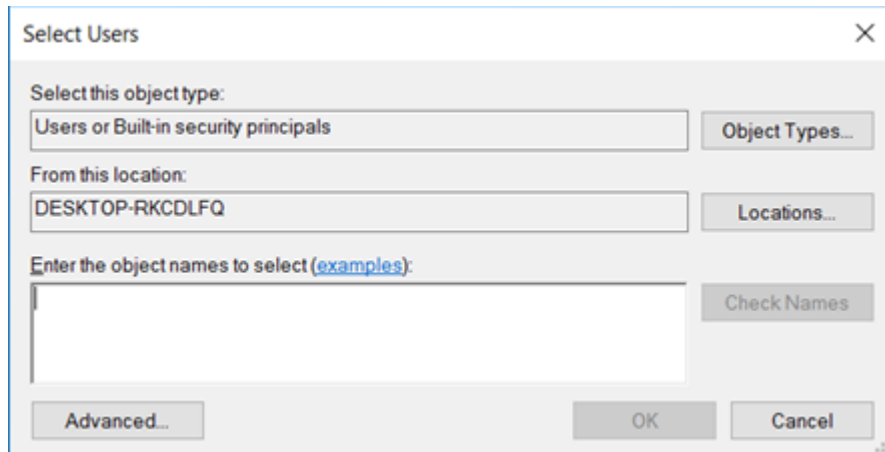 Select Users
Select this object type:
Users or Built-in security principals
Object Types...
From this location:
DESKTOP-RKCDLFQ
Locations...
Enter the object names to select (examples):
Check Names
Advanced...
OK
Cancel